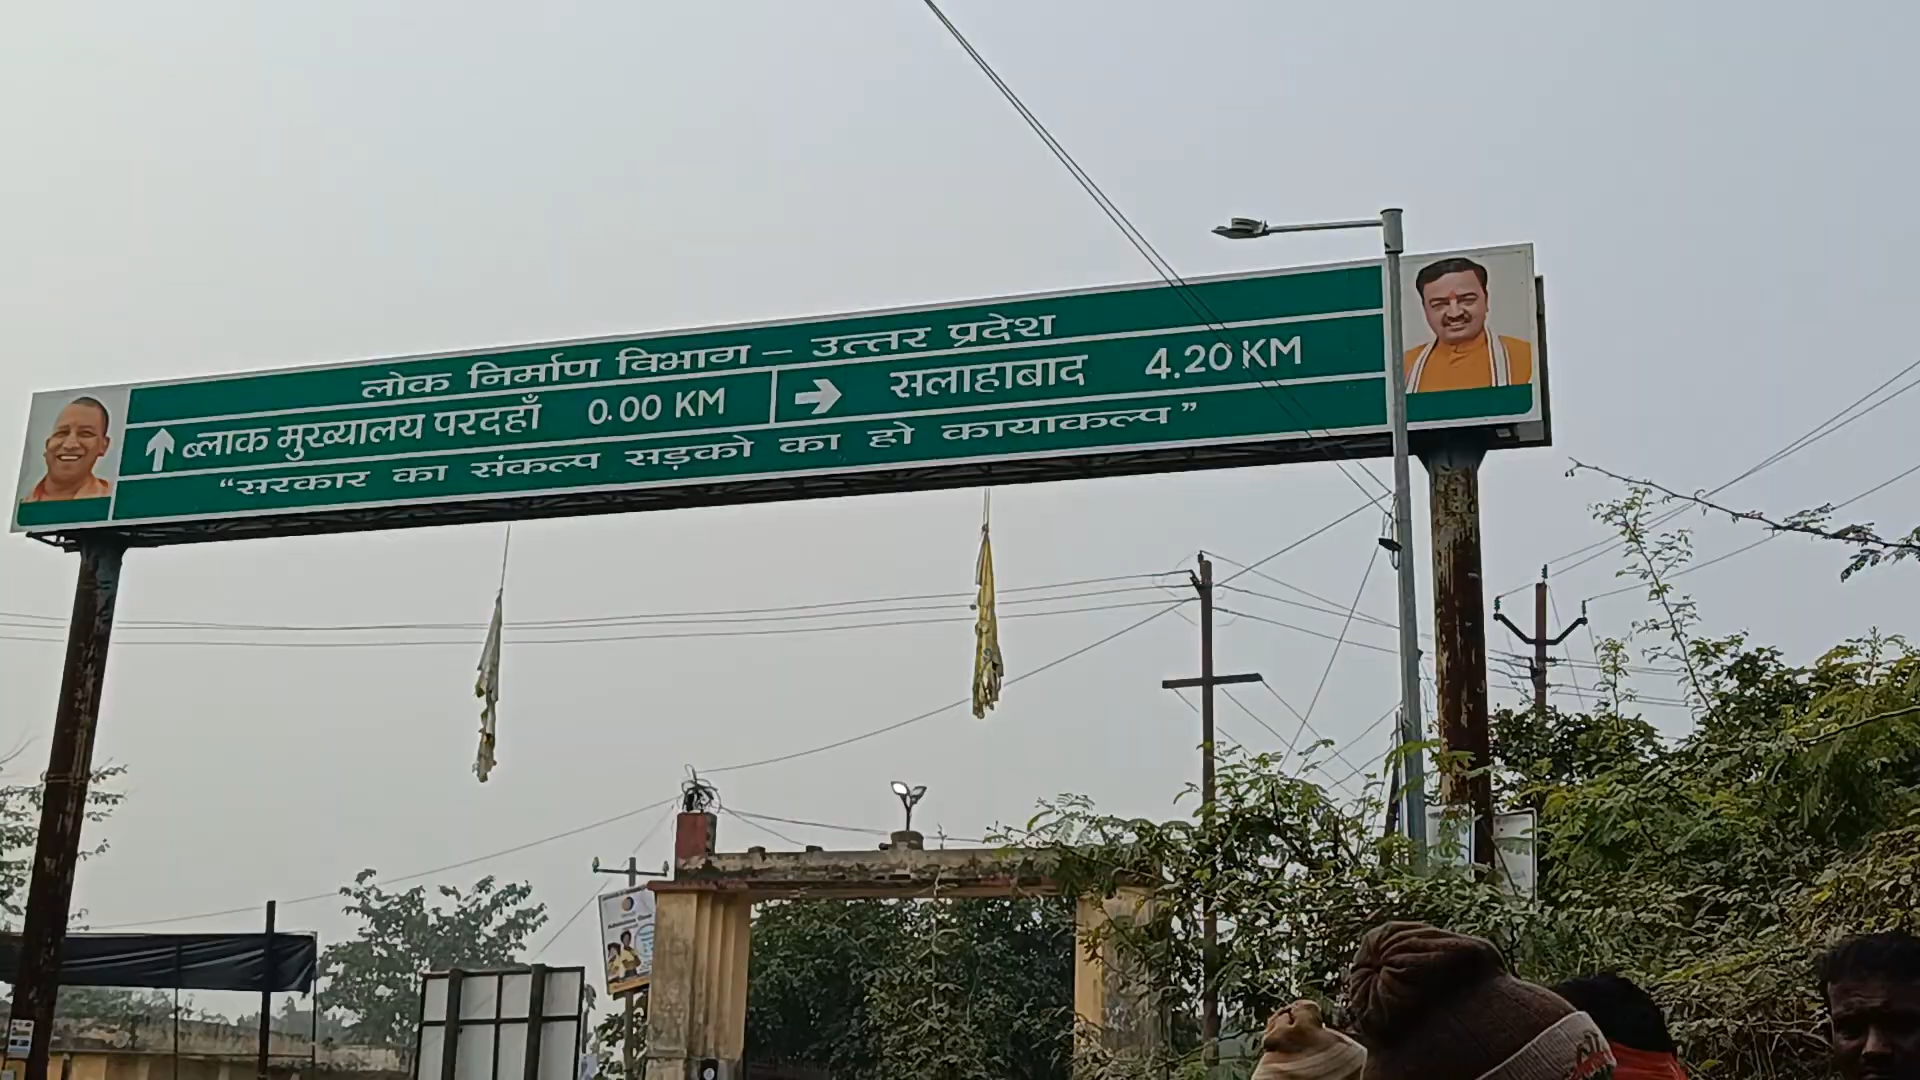 लोक निर्माण विभाग – उत्तर प्रदेश
↑ ब्लाक मुख्यालय परदहाँ 0.00 KM → सलाहाबाद 4.20 KM
“सरकार का संकल्प सड़को का हो कायाकल्प”